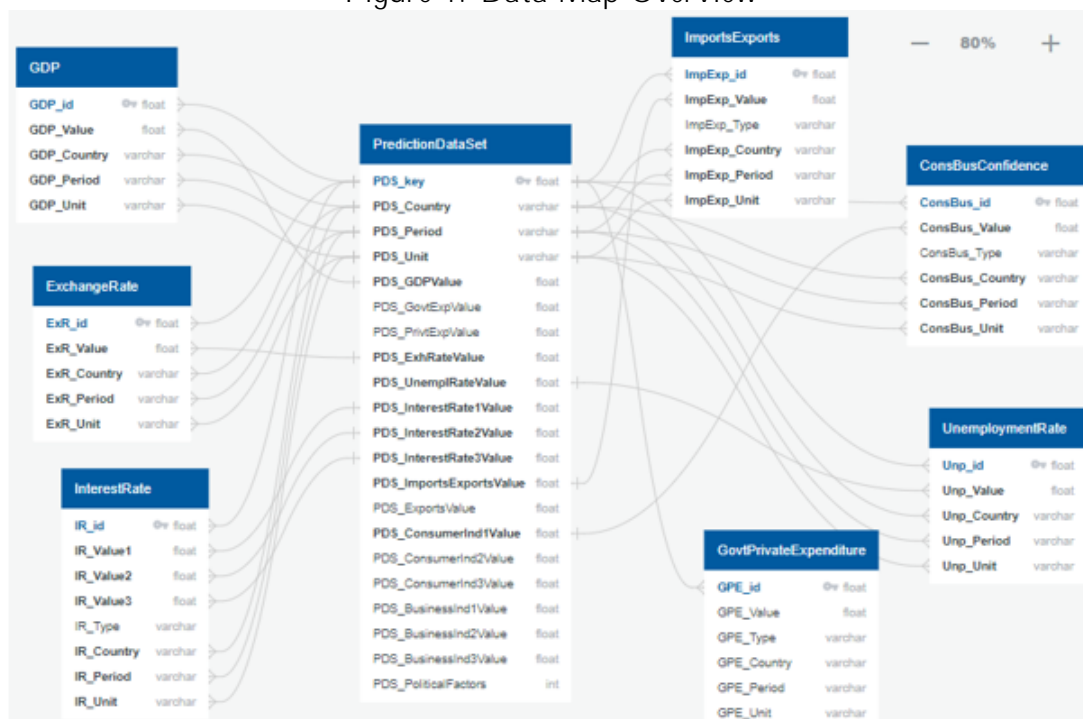 Figure 1. Data Map Overview
80%
GDP
GDP_id float
GDP_Value float
GDP_Country varchar
GDP_Period varchar
GDP_Unit varchar
ExchangeRate
ExR_id float
ExR_Value float
ExR_Country varchar
ExR_Period varchar
ExR_Unit varchar
InterestRate
IR_id float
IR_Value1 float
IR_Value2 float
IR_Value3 float
IR_Type varchar
IR_Country varchar
IR_Period varchar
IR_Unit varchar
PredictionDataSet
PDS_key float
PDS_Country varchar
PDS_Period varchar
PDS_Unit varchar
PDS_GDPValue float
PDS_GovtExpValue float
PDS_PrivtExpValue float
PDS_ExhRateValue float
PDS_UnemplRateValue float
PDS_InterestRate1Value float
PDS_InterestRate2Value float
PDS_InterestRate3Value float
PDS_ImportsExportsValue float
PDS_ExportsValue float
PDS_ConsumerInd1Value float
PDS_ConsumerInd2Value float
PDS_ConsumerInd3Value float
PDS_BusinessInd1Value float
PDS_BusinessInd2Value float
PDS_BusinessInd3Value float
PDS_PoliticalFactors int
ImportsExports
ImpExp_id float
ImpExp_Value float
ImpExp_Type varchar
ImpExp_Country varchar
ImpExp_Period varchar
ImpExp_Unit varchar
ConsBusConfidence
ConsBus_id float
ConsBus_Value float
ConsBus_Type varchar
ConsBus_Country varchar
ConsBus_Period varchar
ConsBus_Unit varchar
UnemploymentRate
Unp_id float
Unp_Value float
Unp_Country varchar
Unp_Period varchar
Unp_Unit varchar
GovtPrivateExpenditure
GPE_id float
GPE_Value float
GPE_Type varchar
GPE_Country varchar
GPE_Period varchar
GPE_Unit varchar